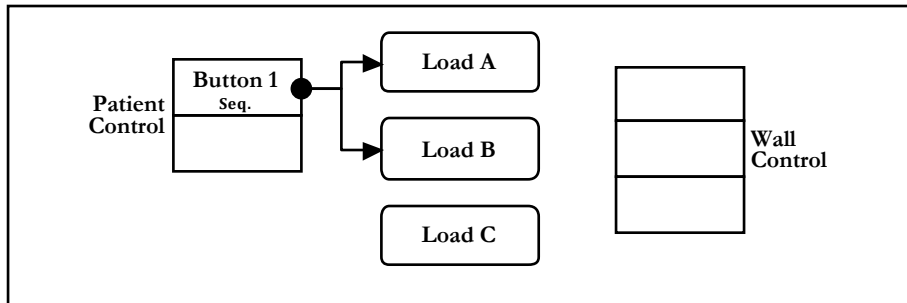 Patient
Control
Button 1
Seq.
Load A
Load B
Load C
Wall
Control